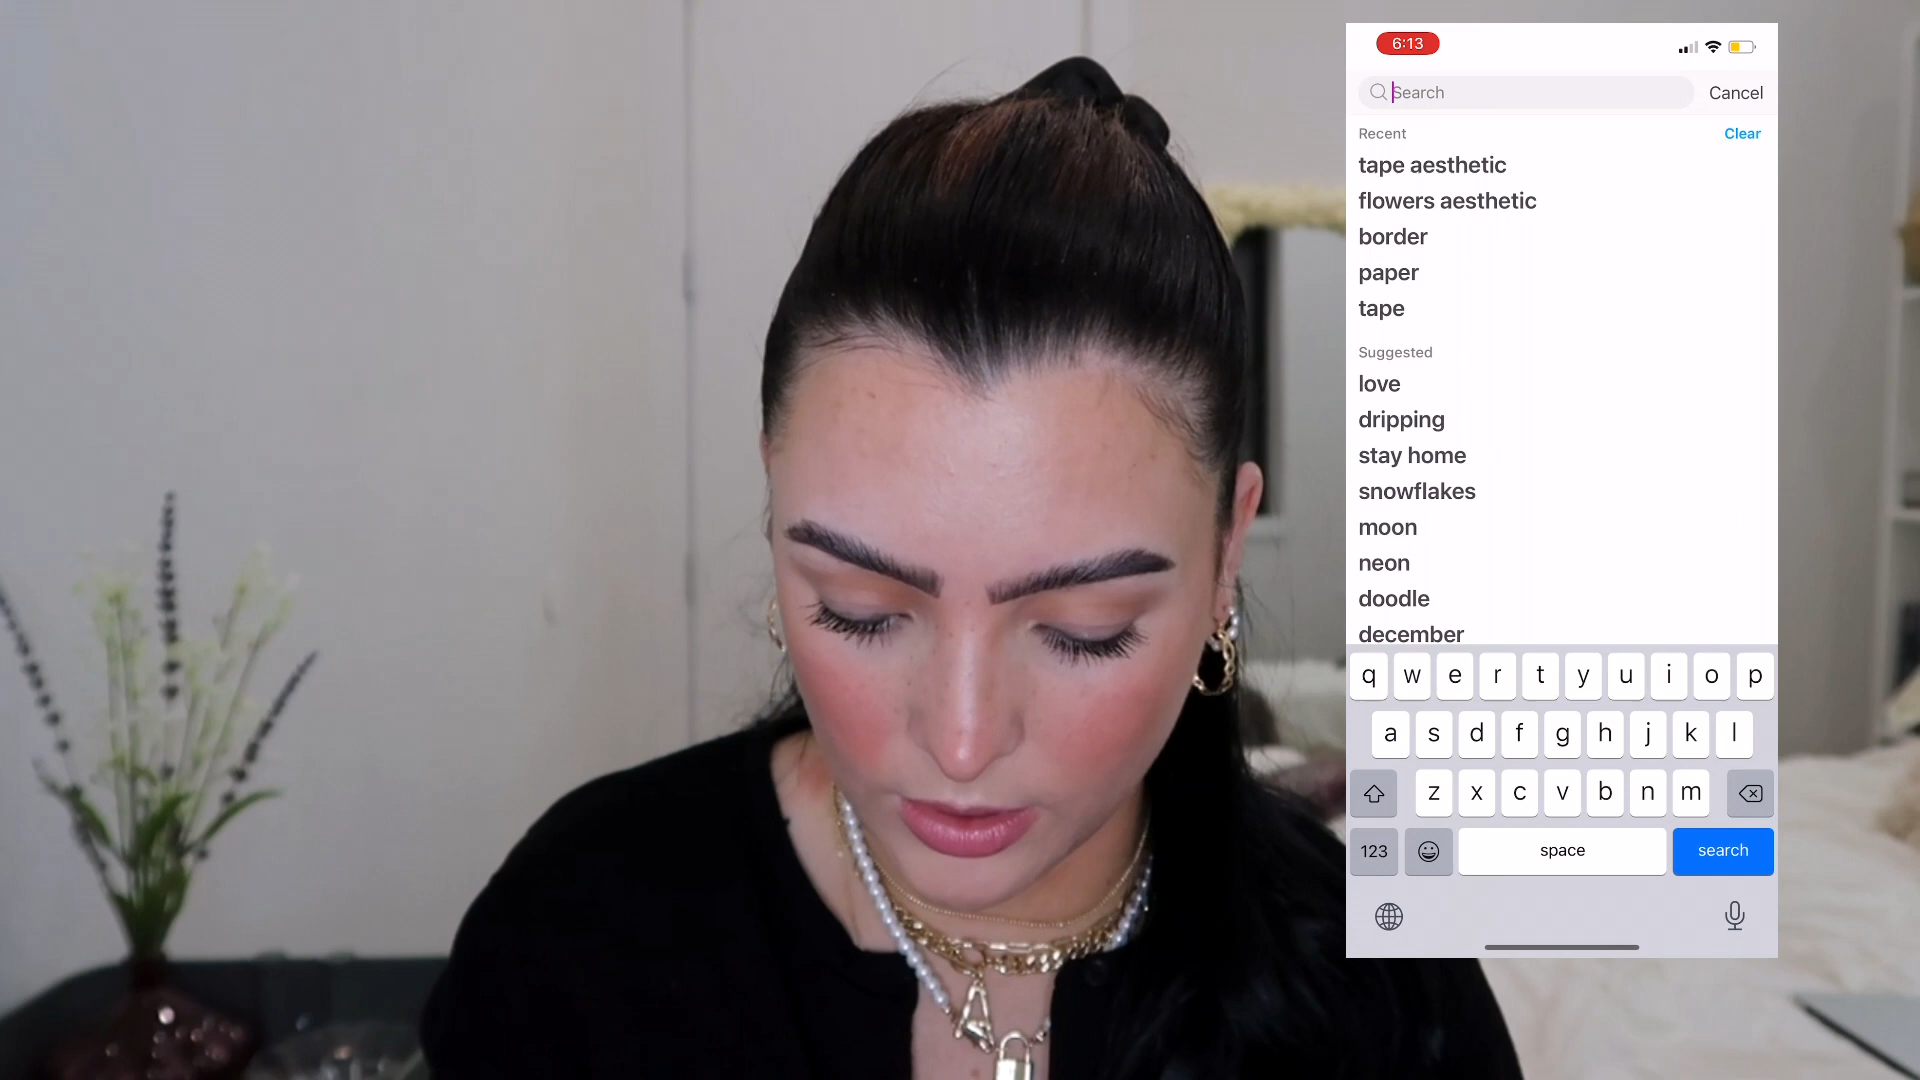 6:13
Search
Cancel
Recent
Clear
tape aesthetic
flowers aesthetic
border
paper
tape
Suggested
love
dripping
stay home
snowflakes
moon
neon
doodle
december
q w e r t y u i o p
a s d f g h j k l
z x c v b n m
123
space
search